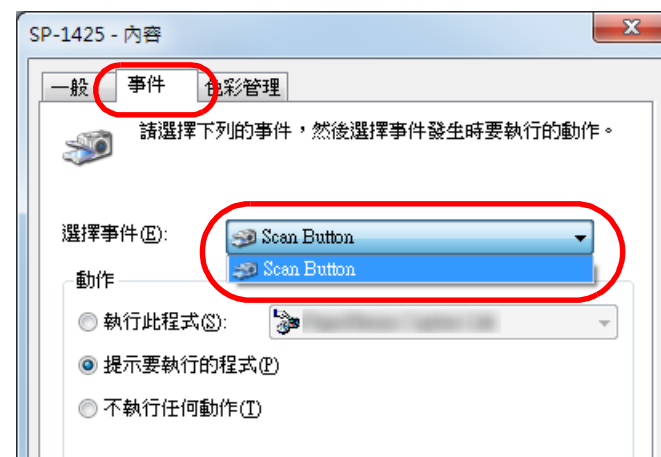 SP-1425 - 內容
一般 事件 色彩管理
請選擇下列的事件，然後選擇事件發生時要執行的動作。
選擇事件(E): Scan Button
Scan Button
動作
執行此程式(S):
提示要執行的程式(P)
不執行任何動作(T)